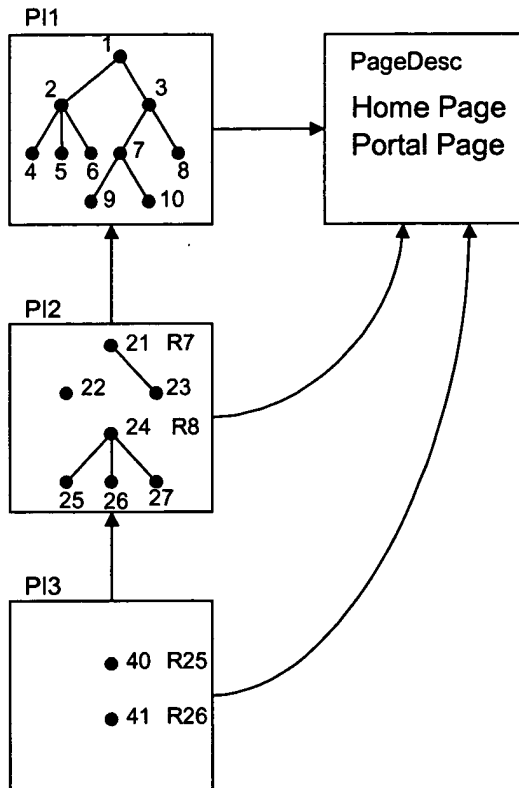 PI1
1
2 3
4 5 6 7 8
9 10
PageDesc
Home Page
Portal Page
PI2
21 R7
22 23
24 R8
25 26 27
PI3
40 R25
41 R26